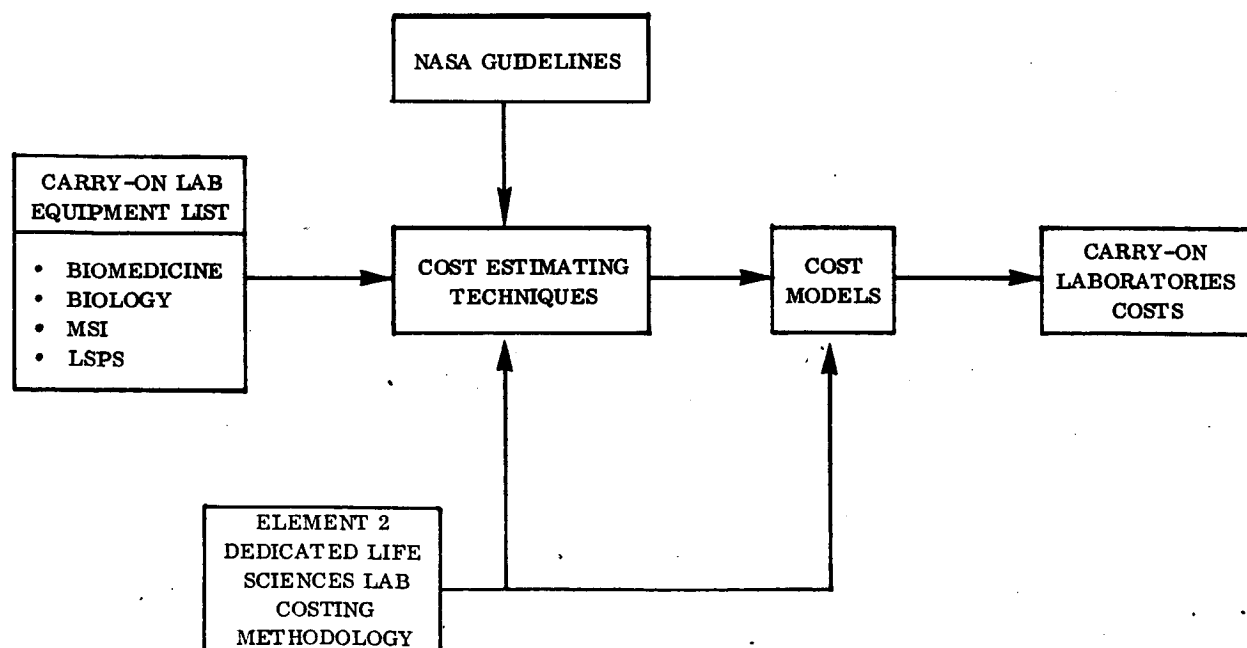 NASA GUIDELINES
CARRY-ON LAB
EQUIPMENT LIST
• BIOMEDICINE
• BIOLOGY
• MSI
• LSPS
COST ESTIMATING
TECHNIQUES
COST
MODELS
CARRY-ON
LABORATORIES
COSTS
ELEMENT 2
DEDICATED LIFE
SCIENCES LAB
COSTING
METHODOLOGY